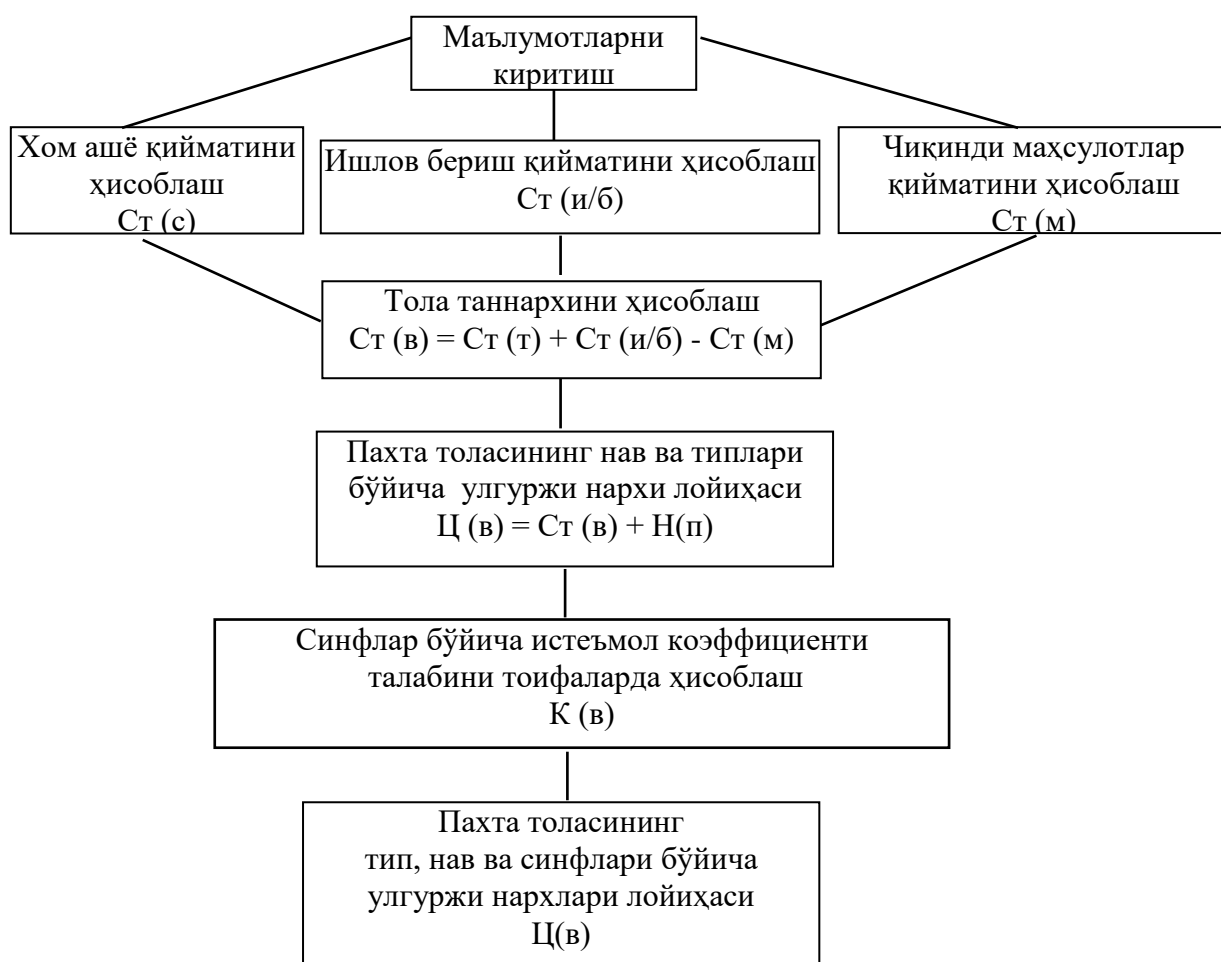 Маълумотларни
киритиш
Хом ашё қийматини
ҳисоблаш
Ст (с)
Ишлов бериш қийматини ҳисоблаш
Ст (и/б)
Чиқинди маҳсулотлар
қийматини ҳисоблаш
Ст (м)
Тола таннархини ҳисоблаш
Ст (в) = Ст (т) + Ст (и/б) - Ст (м)
Пахта толасининг нав ва типлари
бўйича улгуржи нархи лойиҳаси
Ц (в) = Ст (в) + Н(п)
Синфлар бўйича истеъмол коэффициенти
талабини тоифаларда ҳисоблаш
К (в)
Пахта толасининг
тип, нав ва синфлари бўйича
улгуржи нархлари лойиҳаси
Ц(в)